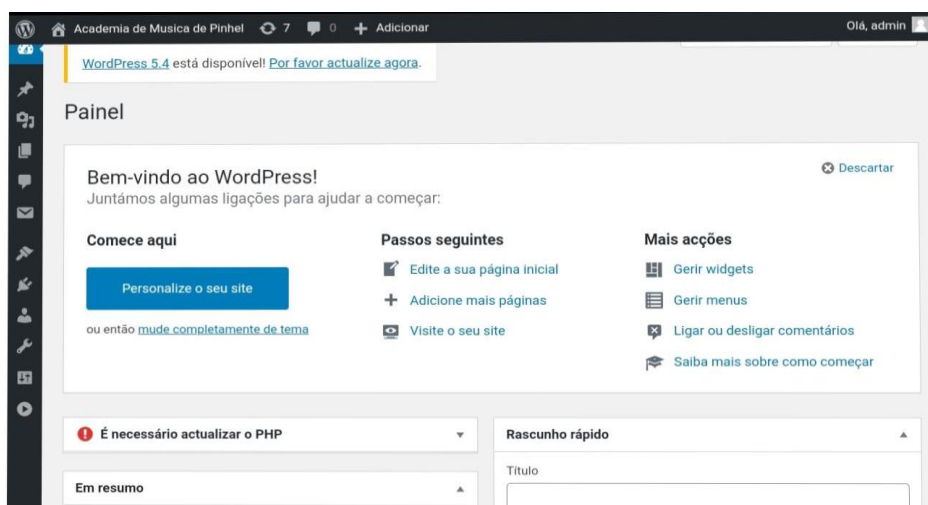 Academia de Musica de Pinhel 7 0 Adicionar Olá, admin
WordPress 5.4 está disponível! Por favor actualize agora.
Painel
Descartar
Bem-vindo ao WordPress!
Juntámos algumas ligações para ajudar a começar:
Comece aqui
Personalize o seu site
ou então mude completamente de tema
Passos seguintes
Edite a sua página inicial
Adicione mais páginas
Visite o seu site
Mais acções
Gerir widgets
Gerir menus
Ligar ou desligar comentários
Saiba mais sobre como começar
É necessário actualizar o PHP
Em resumo
Rascunho rápido
Título